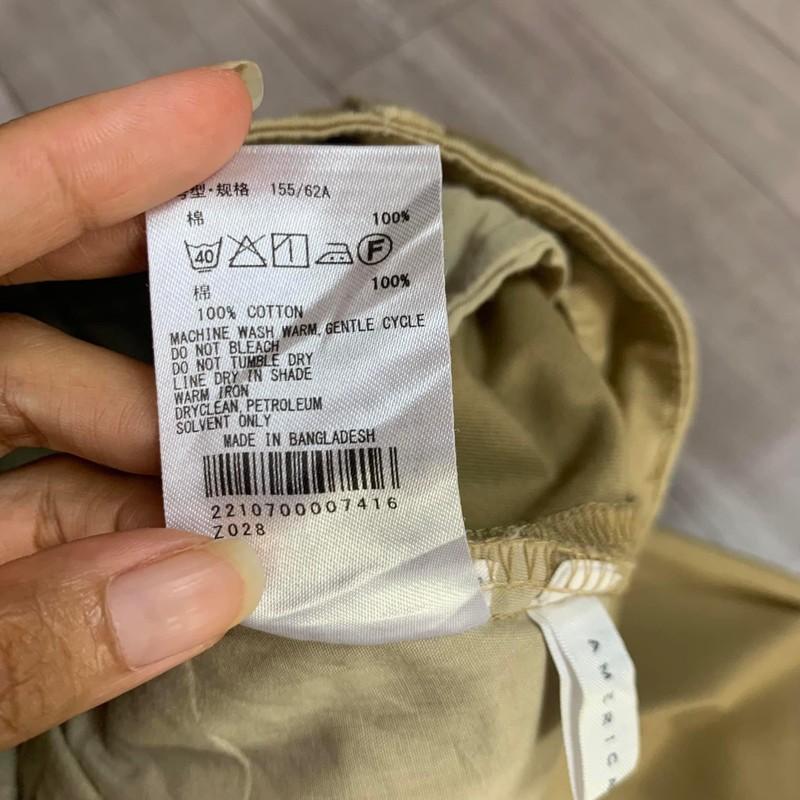 号型·规格 155/62A
棉 100%
40 F
棉 100%
100% COTTON
MACHINE WASH WARM, GENTLE CYCLE
DO NOT BLEACH
DO NOT TUMBLE DRY
LINE DRY IN SHADE
WARM IRON
DRYCLEAN, PETROLEUM
SOLVENT ONLY
MADE IN BANGLADESH
2210700007416
Z028